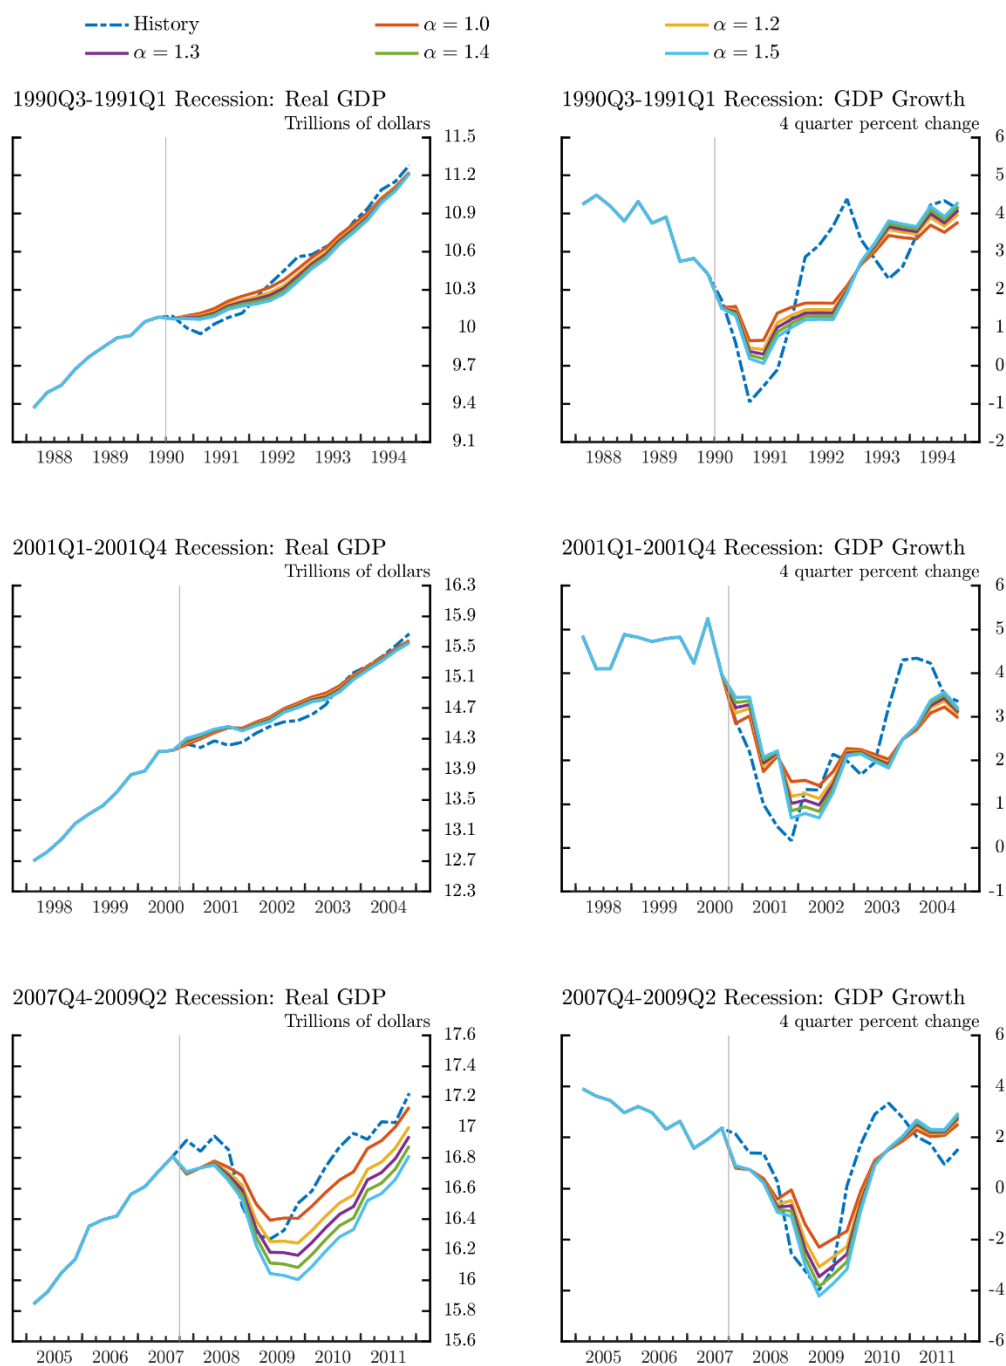 History
α = 1.0
α = 1.2
α = 1.3
α = 1.4
α = 1.5
1990Q3-1991Q1 Recession: Real GDP
Trillions of dollars
11.5
11.2
10.9
10.6
10.3
10
9.7
9.4
9.1
1988 1989 1990 1991 1992 1993 1994
1990Q3-1991Q1 Recession: GDP Growth
4 quarter percent change
6
5
4
3
2
1
0
-1
-2
1988 1989 1990 1991 1992 1993 1994
2001Q1-2001Q4 Recession: Real GDP
Trillions of dollars
16.3
15.9
15.5
15.1
14.7
14.3
13.9
13.5
13.1
12.7
12.3
1998 1999 2000 2001 2002 2003 2004
2001Q1-2001Q4 Recession: GDP Growth
4 quarter percent change
6
5
4
3
2
1
0
-1
1998 1999 2000 2001 2002 2003 2004
2007Q4-2009Q2 Recession: Real GDP
Trillions of dollars
17.6
17.4
17.2
17
16.8
16.6
16.4
16.2
16
15.8
15.6
2005 2006 2007 2008 2009 2010 2011
2007Q4-2009Q2 Recession: GDP Growth
4 quarter percent change
6
4
2
0
-2
-4
-6
2005 2006 2007 2008 2009 2010 2011